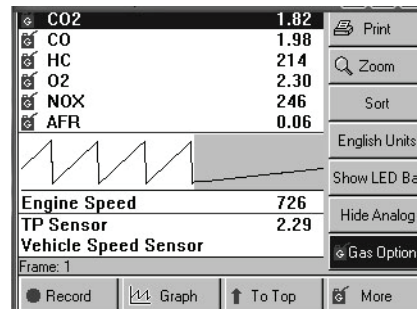 CO2 1.82
CO 1.98
HC 214
O2 2.30
NOX 246
AFR 0.06
Engine Speed 726
TP Sensor 2.29
Vehicle Speed Sensor
Frame: 1
Print
Zoom
Sort
English Units
Show LED Ba
Hide Analog
G Gas Option
Record
Graph
To Top
More